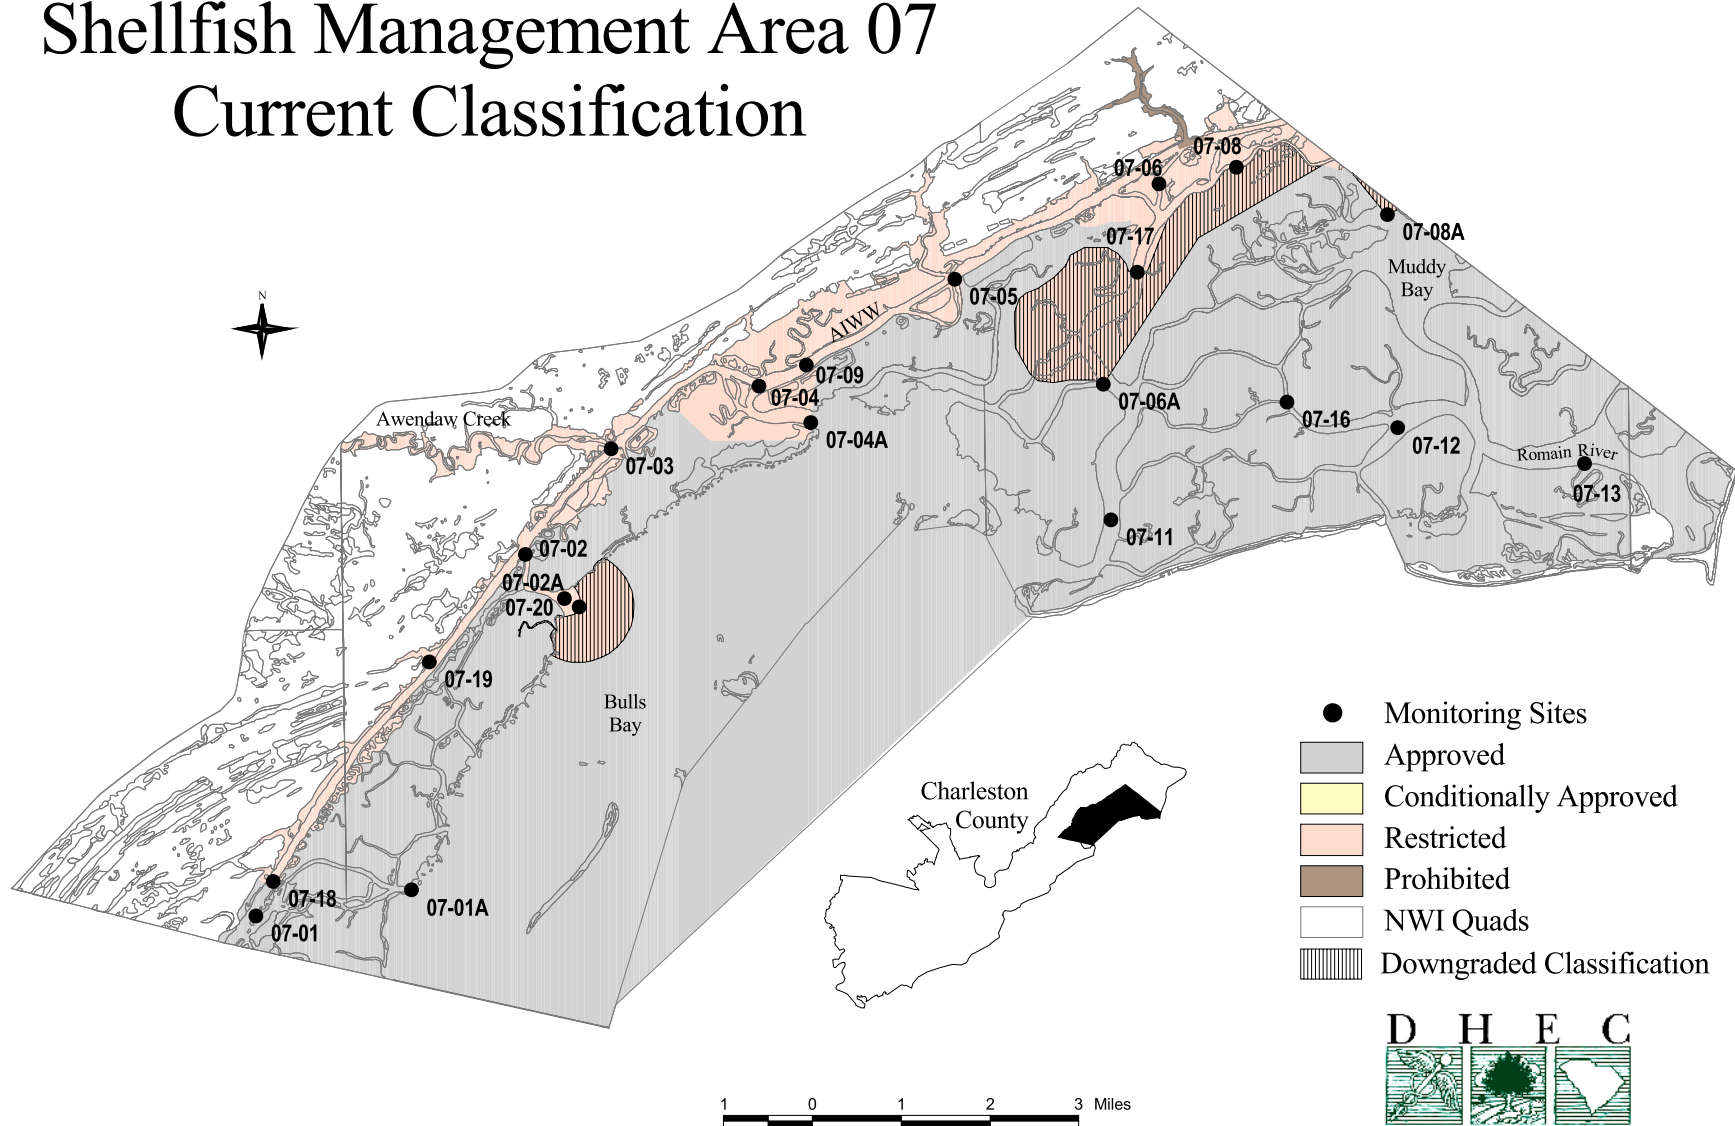 Shellfish Management Area 07
Current Classification
07-08
07-06
07-17
07-08A
Muddy
Bay
07-05
AIWW
N
07-09
07-04
07-06A
07-16
Awendaw Creek
07-04A
07-12
07-03
Romain River
07-13
07-11
07-02
07-02A
07-20
07-19
Bulls
Bay
07-18
07-01A
07-01
Charleston
County
Monitoring Sites
Approved
Conditionally Approved
Restricted
Prohibited
NWI Quads
Downgraded Classification
D H E C
1 0 1 2 3 Miles